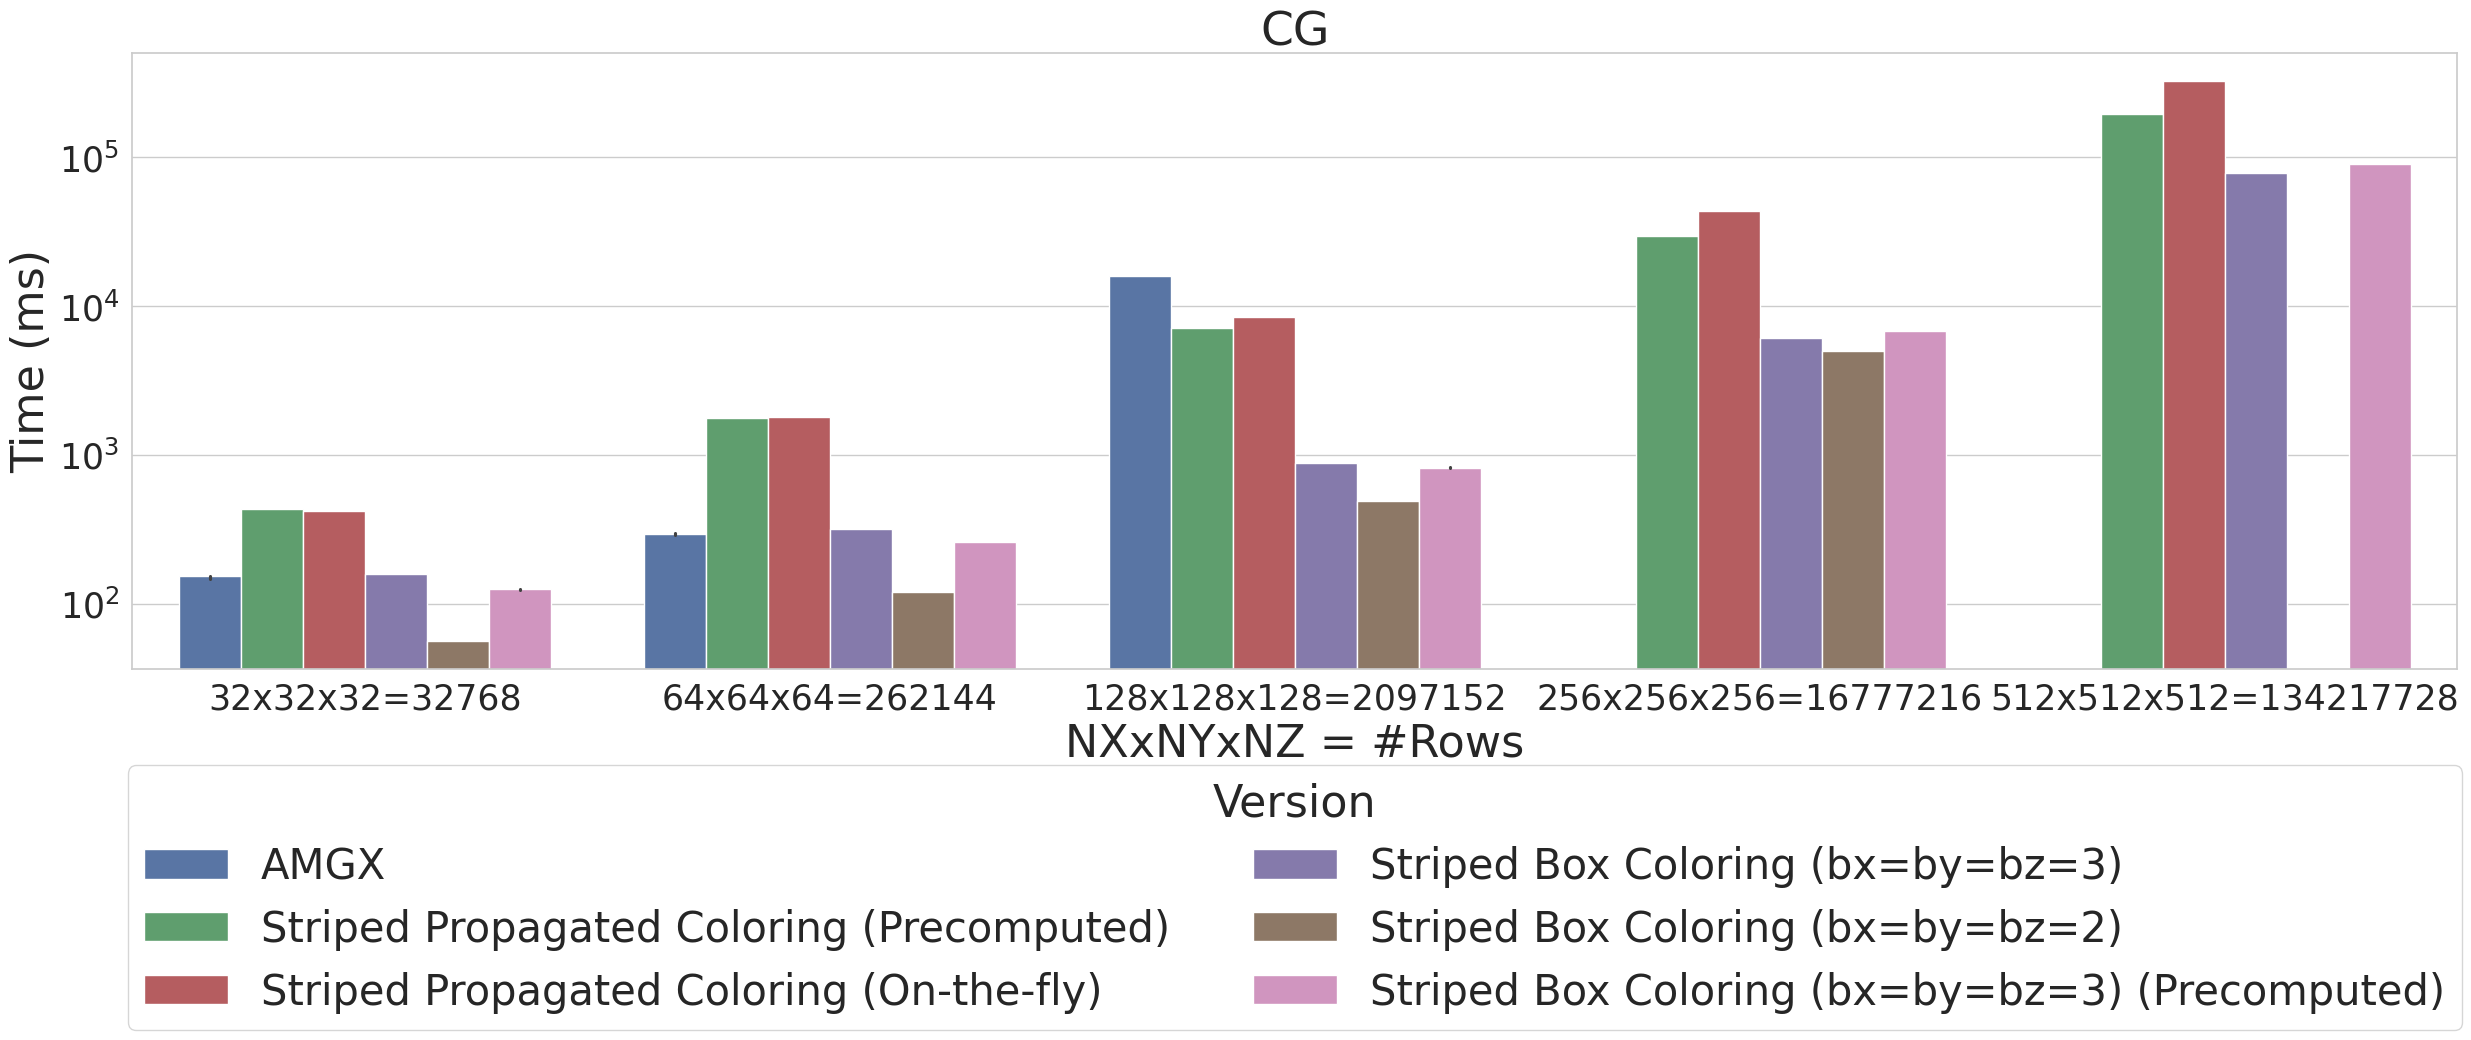 CG
Time (ms)
10^5
10^4
10^3
10^2
32x32x32=32768
64x64x64=262144
128x128x128=2097152
256x256x256=16777216
512x512x512=134217728
NXxNYxNZ = #Rows
Version
AMGX
Striped Propagated Coloring (Precomputed)
Striped Propagated Coloring (On-the-fly)
Striped Box Coloring (bx=by=bz=3)
Striped Box Coloring (bx=by=bz=2)
Striped Box Coloring (bx=by=bz=3) (Precomputed)